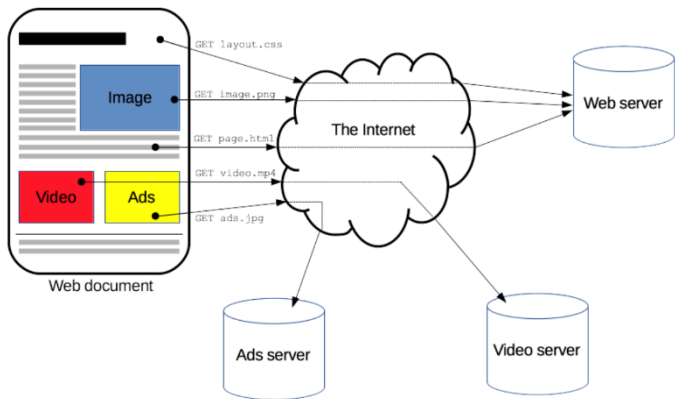 GET layout.css
Image
GET image.png
The Internet
Web server
GET page.html
Video
Ads
GET video.mp4
GET ads.jpg
Web document
Ads server
Video server